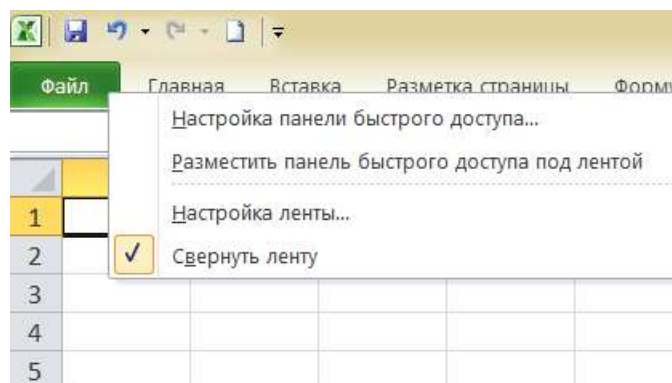 Файл Главная Вставка Разметка страницы Форму
Настройка панели быстрого доступа...
Разместить панель быстрого доступа под лентой
Настройка ленты...
1
2 Свернуть ленту
3
4
5